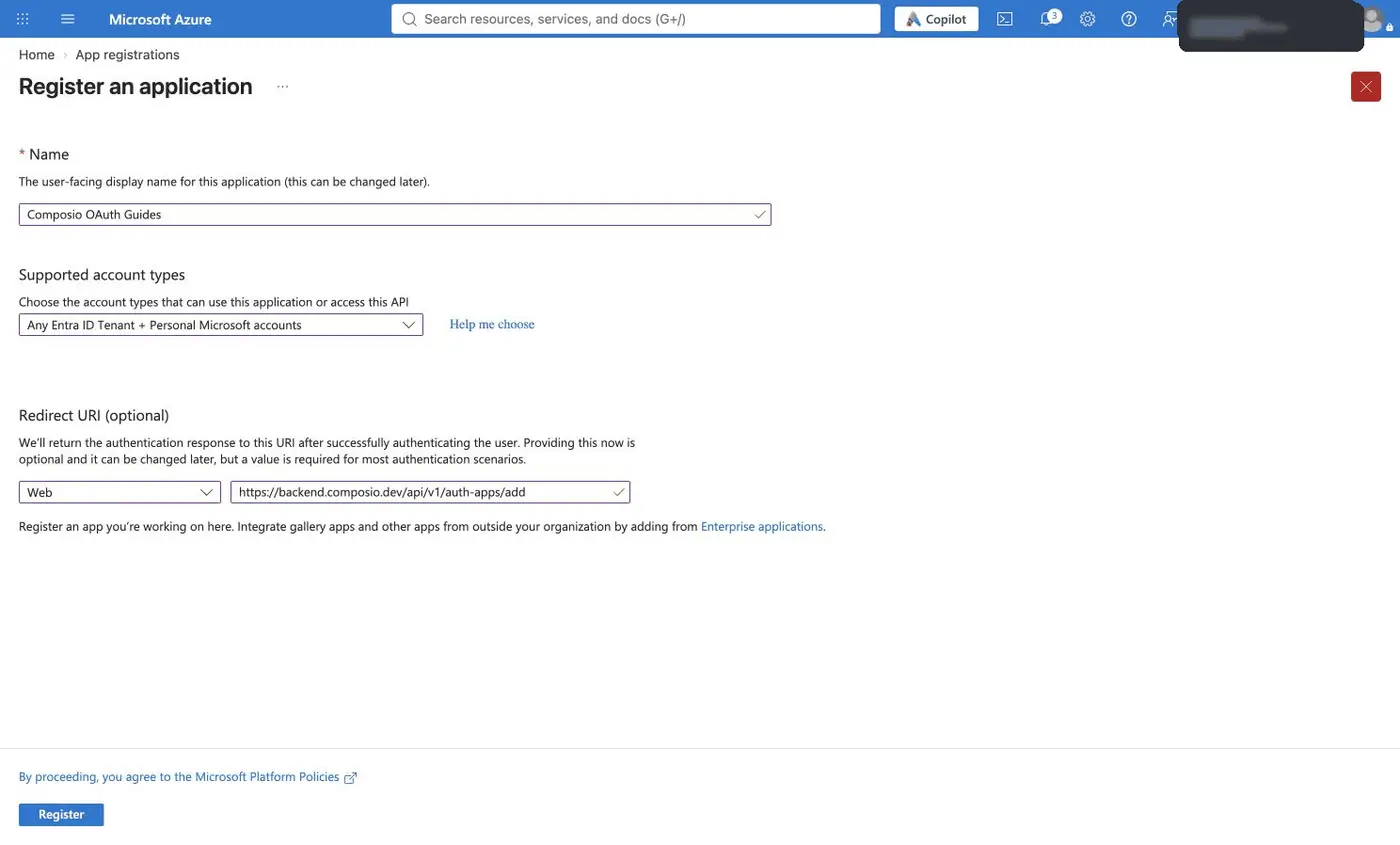 Microsoft Azure
Search resources, services, and docs (G+/)
Copilot
3
Home › App registrations
Register an application ...
* Name
The user-facing display name for this application (this can be changed later).
Composio OAuth Guides
Supported account types
Choose the account types that can use this application or access this API
Any Entra ID Tenant + Personal Microsoft accounts
Help me choose
Redirect URI (optional)
We'll return the authentication response to this URI after successfully authenticating the user. Providing this now is
optional and it can be changed later, but a value is required for most authentication scenarios.
Web
https://backend.composio.dev/api/v1/auth-apps/add
Register an app you're working on here. Integrate gallery apps and other apps from outside your organization by adding from Enterprise applications.
By proceeding, you agree to the Microsoft Platform Policies
Register